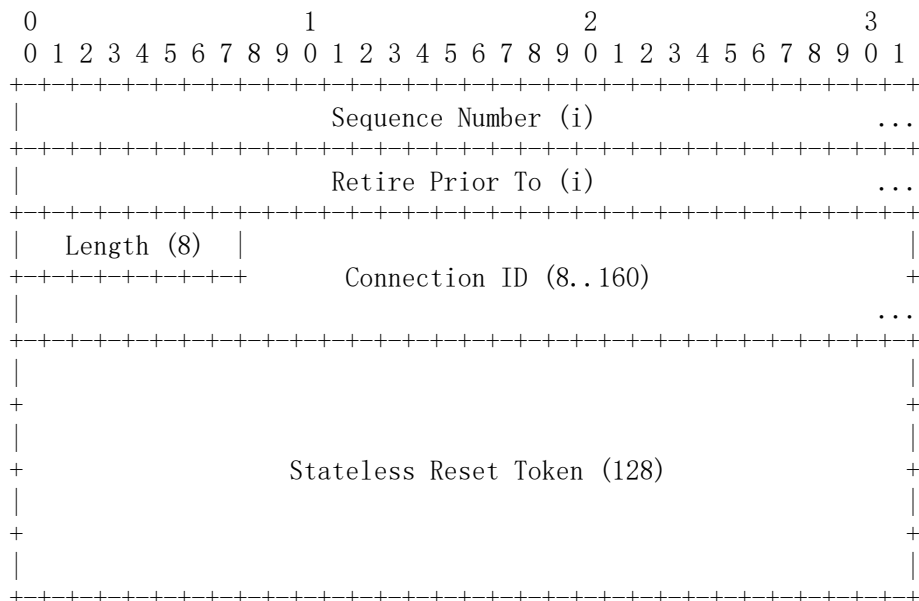 0                   1                   2                   3
0 1 2 3 4 5 6 7 8 9 0 1 2 3 4 5 6 7 8 9 0 1 2 3 4 5 6 7 8 9 0 1
+-+-+-+-+-+-+-+-+-+-+-+-+-+-+-+-+-+-+-+-+-+-+-+-+-+-+-+-+-+-+-+-+
|                      Sequence Number (i)                    ...
+-+-+-+-+-+-+-+-+-+-+-+-+-+-+-+-+-+-+-+-+-+-+-+-+-+-+-+-+-+-+-+-+
|                      Retire Prior To (i)                    ...
+-+-+-+-+-+-+-+-+-+-+-+-+-+-+-+-+-+-+-+-+-+-+-+-+-+-+-+-+-+-+-+-+
|   Length (8)  |                                               |
+-+-+-+-+-+-+-+-+       Connection ID (8..160)                  +
|                                                             ...
+-+-+-+-+-+-+-+-+-+-+-+-+-+-+-+-+-+-+-+-+-+-+-+-+-+-+-+-+-+-+-+-+
|                                                               |
+                                                               +
|                                                               |
+                   Stateless Reset Token (128)                 +
|                                                               |
+                                                               +
|                                                               |
+-+-+-+-+-+-+-+-+-+-+-+-+-+-+-+-+-+-+-+-+-+-+-+-+-+-+-+-+-+-+-+-+